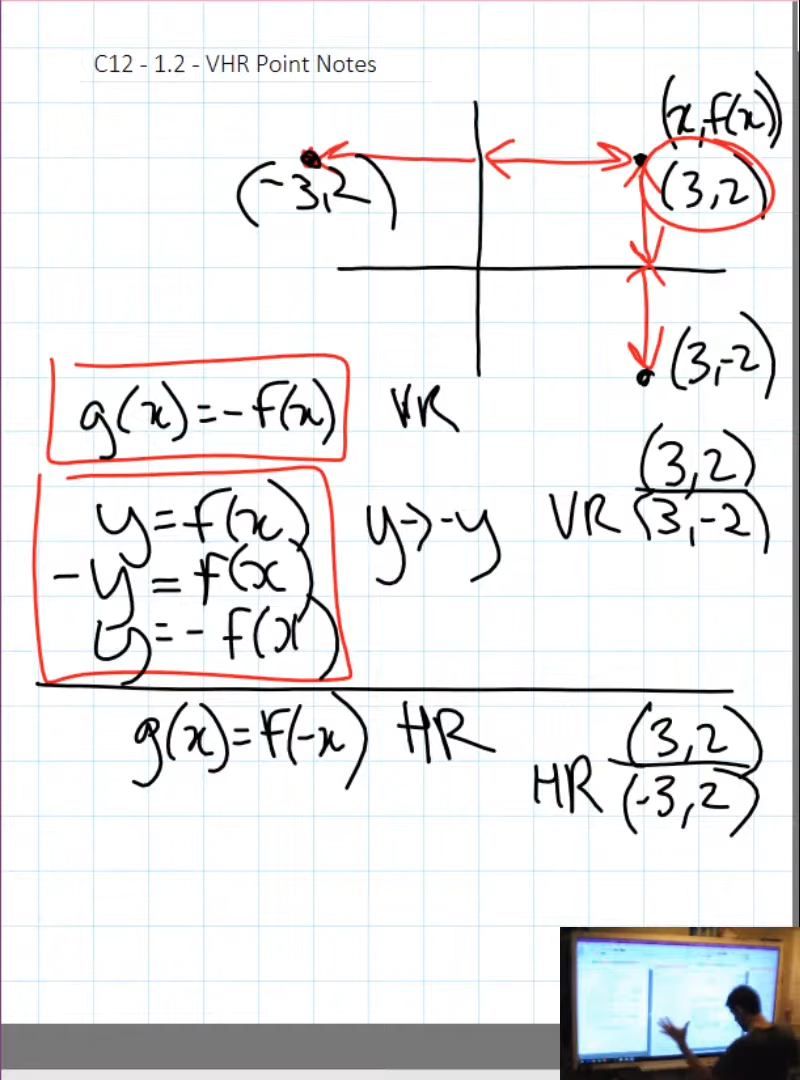 C12 - 1.2 - VHR Point Notes
(x, f(x))
(-3, 2)
(3, 2)
(3, -2)
g(x) = -f(x) VR
(3, 2)
y = f(x) y → -y VR (3, -2)
-y = f(x)
y = - f(x)
g(x) = f(-x) HR (3, 2)
HR (-3, 2)